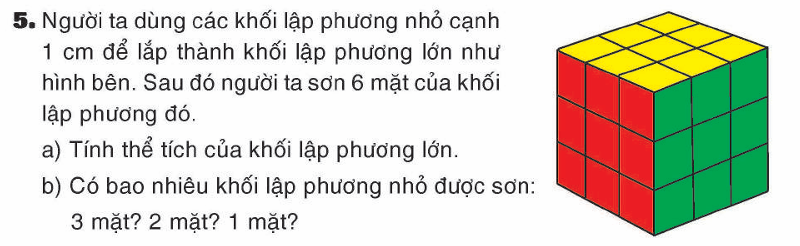 5. Người ta dùng các khối lập phương nhỏ cạnh
1 cm để lắp thành khối lập phương lớn như
hình bên. Sau đó người ta sơn 6 mặt của khối
lập phương đó.
a) Tính thể tích của khối lập phương lớn.
b) Có bao nhiêu khối lập phương nhỏ được sơn:
3 mặt? 2 mặt? 1 mặt?